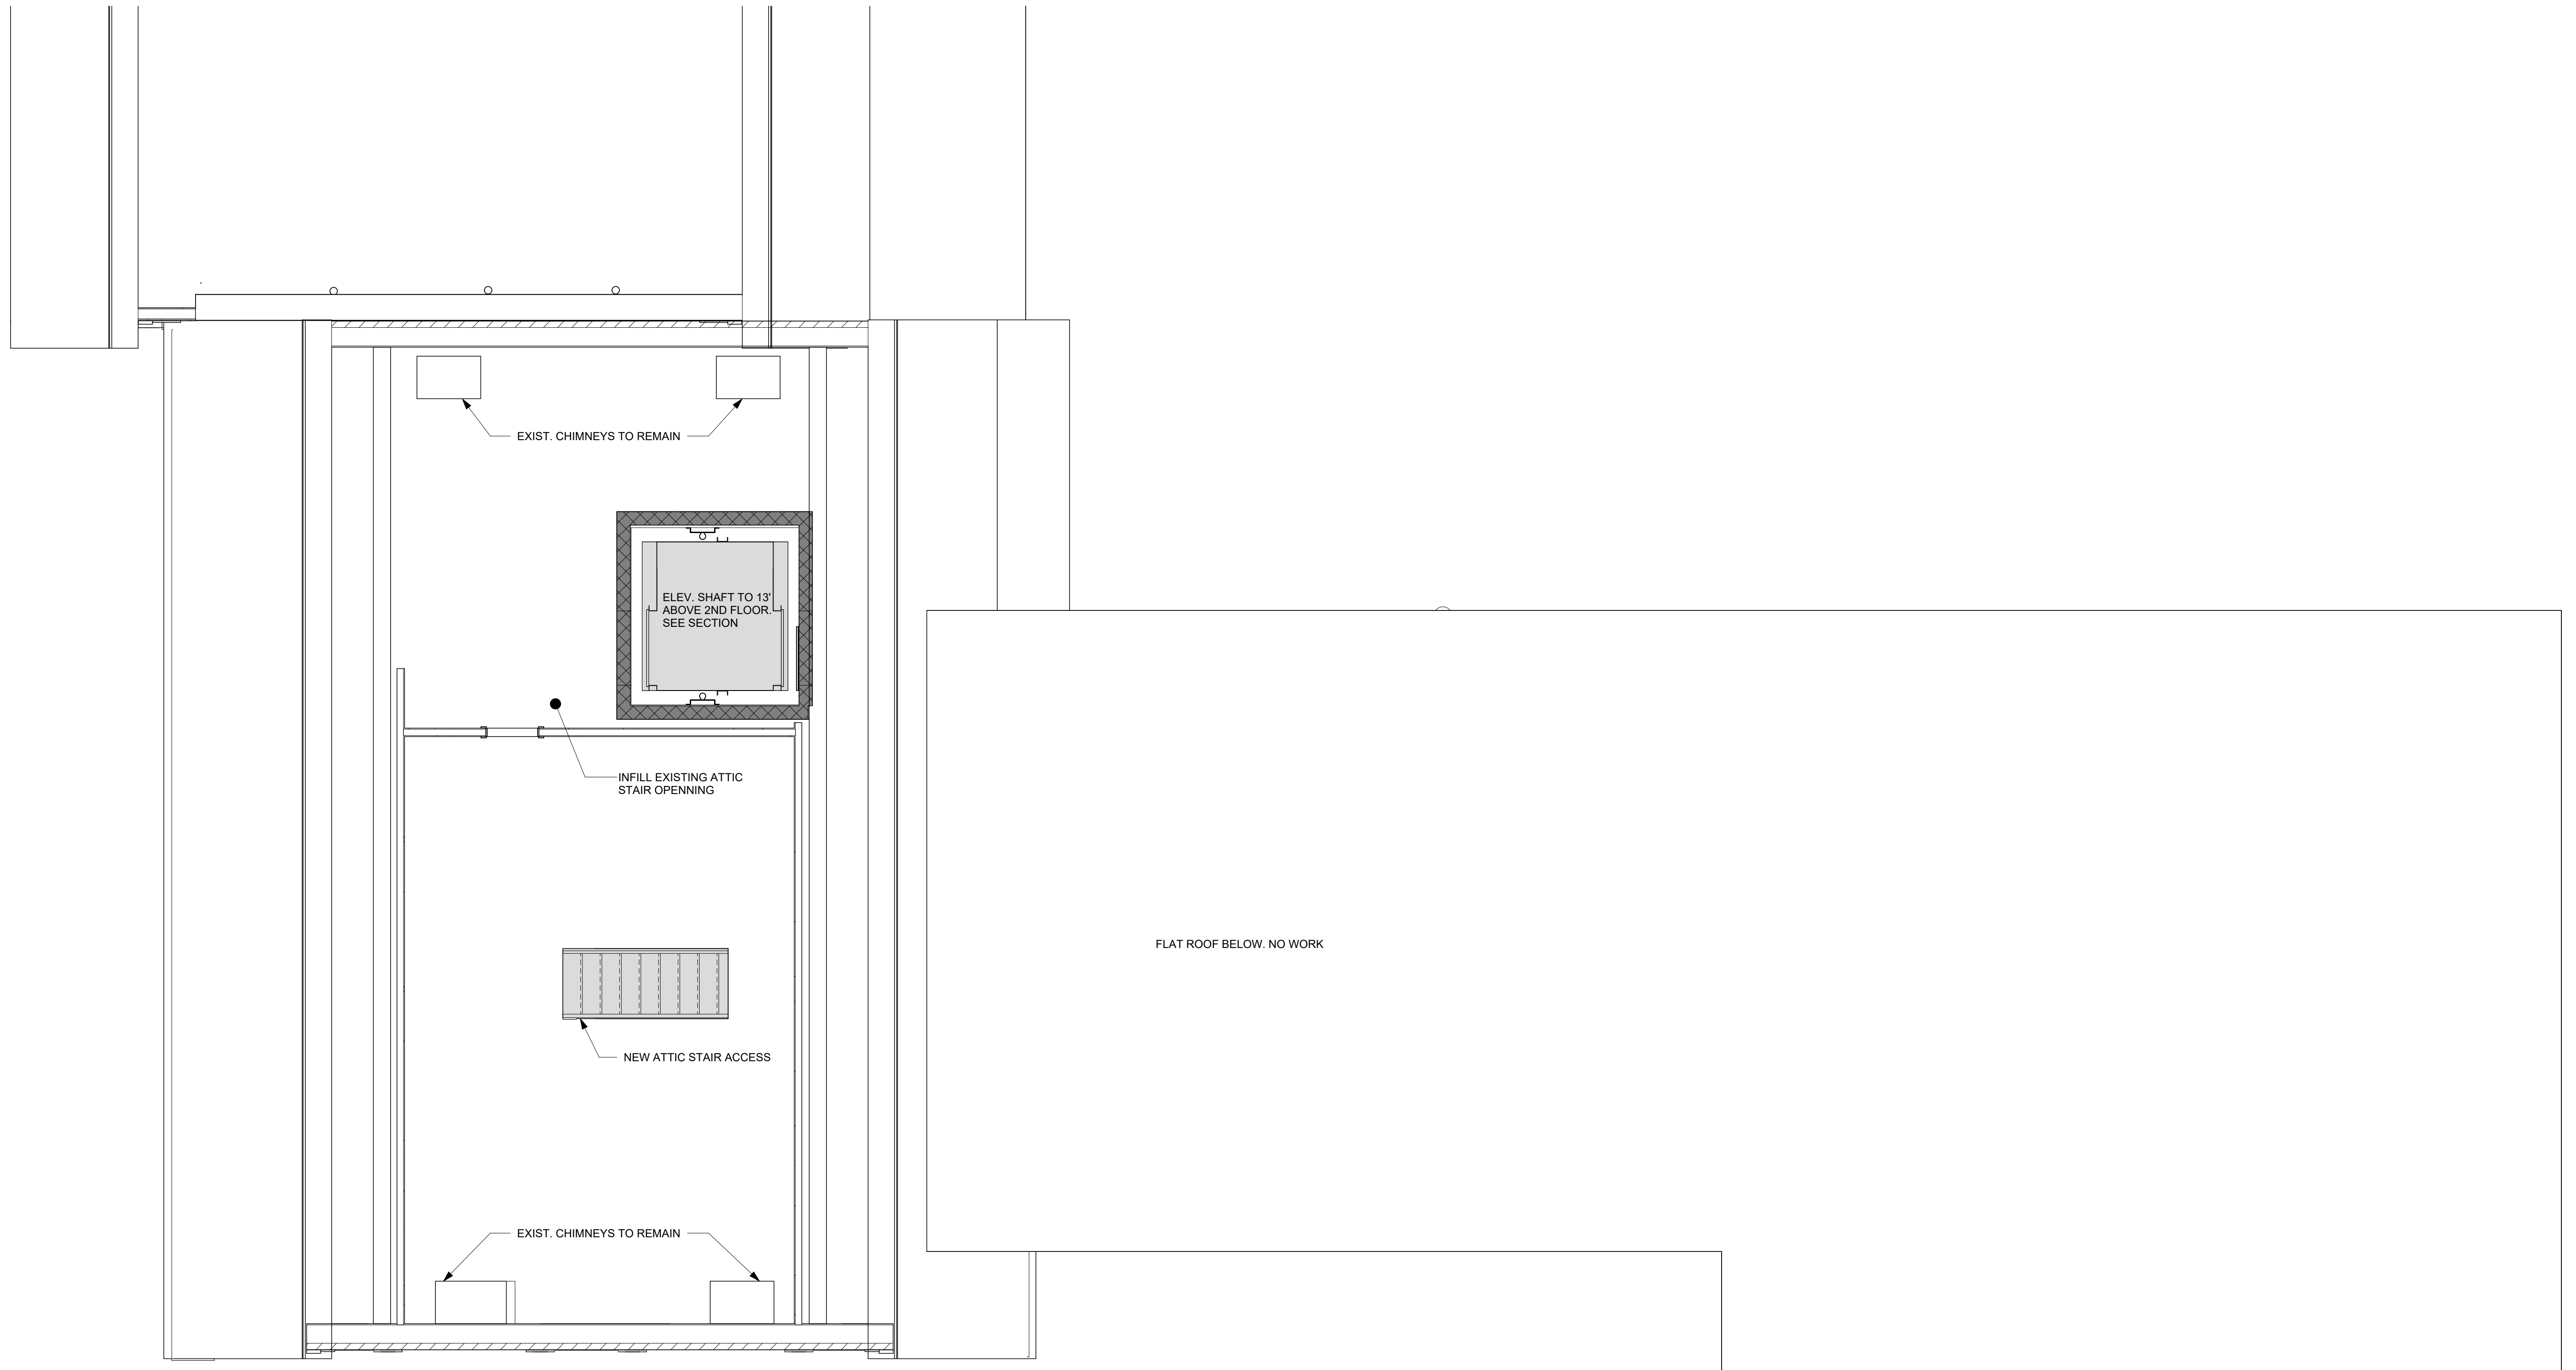 EXIST. CHIMNEYS TO REMAIN
ELEV. SHAFT TO 13'
ABOVE 2ND FLOOR.
SEE SECTION
INFILL EXISTING ATTIC
STAIR OPENNING
FLAT ROOF BELOW. NO WORK
NEW ATTIC STAIR ACCESS
EXIST. CHIMNEYS TO REMAIN